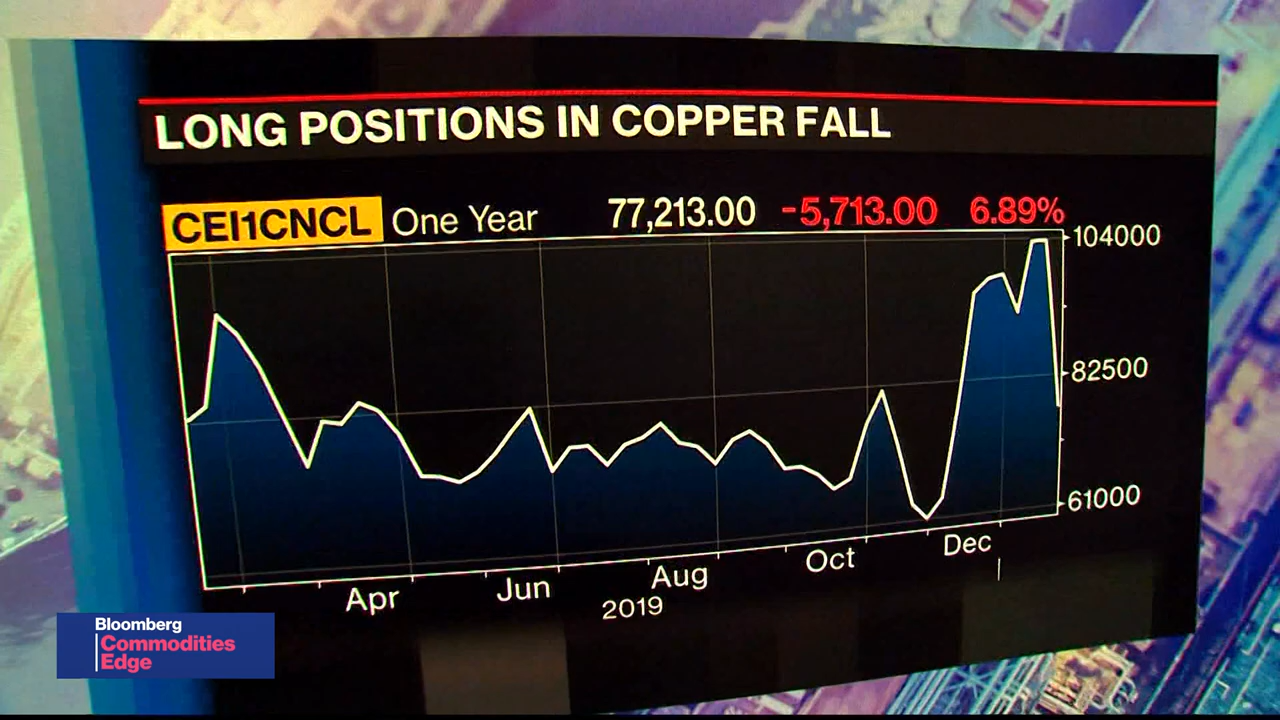 LONG POSITIONS IN COPPER FALL
CEI1CNCL One Year 77,213.00 -5,713.00 6.89%
104000
82500
61000
Apr Jun Aug Oct Dec
2019
Bloomberg
Commodities
Edge